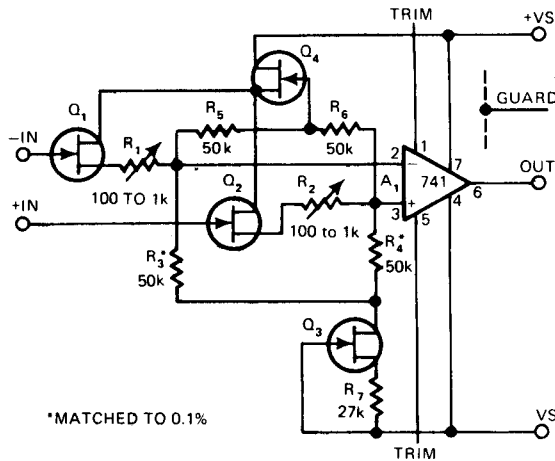 TRIM
+VS
Q4
GUARD
Q1
R5
50k
R6
50k
-IN
R1
100 TO 1k
2
1
7
OUT
741
A1
6
+IN
Q2
R2
100 to 1k
3
+
5
4
R3*
50k
R4*
50k
Q3
R7
27k
*MATCHED TO 0.1%
VS
TRIM